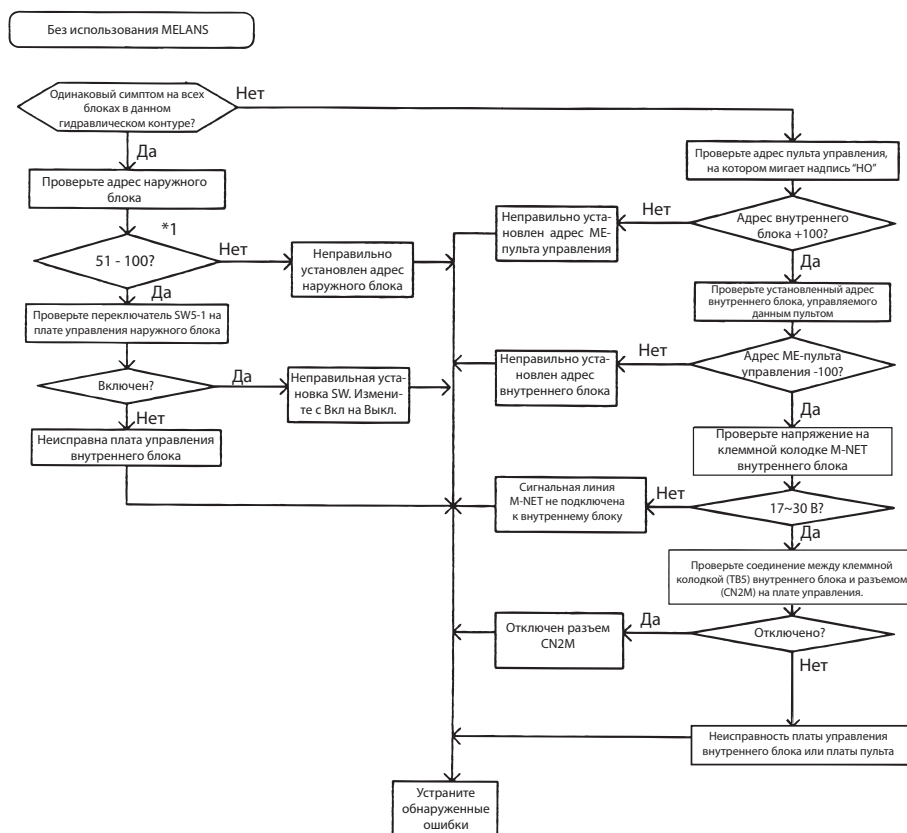 Без использования MELANS
Одинаковый симптом на всех
блоках в данном
гидравлическом контуре?
Нет
Да
Проверьте адрес наружного
блока
*1
51 - 100?
Нет
Неправильно
установлен адрес
наружного блока
Да
Проверьте переключатель SW5-1 на
плате управления наружного блока
Включен?
Да
Неправильная уста-
новка SW. Измени-
те с Вкл на Выкл.
Нет
Неисправна плата управления
внутреннего блока
Проверьте адрес пульта управления,
на котором мигает надпись "HO"
Адрес внутреннего
блока +100?
Нет
Неправильно уста-
новлен адрес ME-
пульта управления
Да
Проверьте установленный адрес
внутреннего блока, управляемого
данным пультом
Адрес ME-пульта
управления -100?
Нет
Неправильно уста-
новлен адрес
внутреннего блока
Да
Проверьте напряжение на
клеммной колодке M-NET
внутреннего блока
17~30 В?
Нет
Сигнальная линия
M-NET не подключена
к внутреннему блоку
Да
Проверьте соединение между клеммной
колодкой (TB5) внутреннего блока и разъемом
(CN2M) на плате управления.
Отключено?
Да
Отключен разъем
CN2M
Нет
Неисправность платы управления
внутреннего блока или платы пульта
Устраните
обнаруженные
ошибки